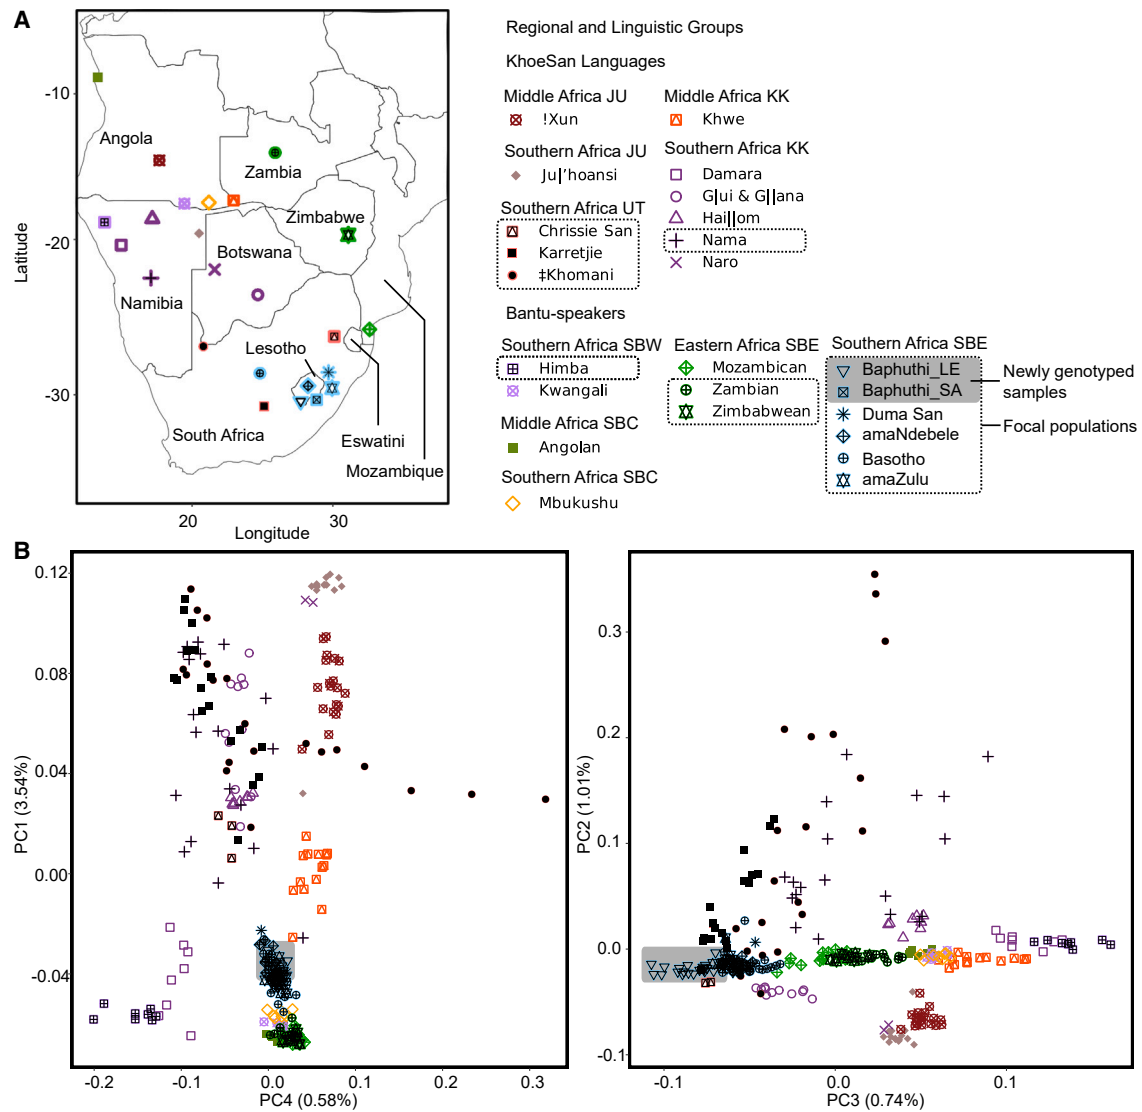 A
Regional and Linguistic Groups
KhoeSan Languages
Middle Africa JU
!Xun
Southern Africa JU
Ju|'hoansi
Southern Africa UT
Chrissie San
Karretjie
‡Khomani
Middle Africa KK
Khwe
Southern Africa KK
Damara
G|ui & G||ana
Hai||om
Nama
Naro
Bantu-speakers
Southern Africa SBW
Himba
Kwangali
Middle Africa SBC
Angolan
Southern Africa SBC
Mbukushu
Eastern Africa SBE
Mozambican
Zambian
Zimbabwean
Southern Africa SBE
Baphuthi_LE
Baphuthi_SA
Duma San
amaNdebele
Basotho
amaZulu
Newly genotyped
samples
Focal populations
Latitude
-10
-20
-30
Angola
Zambia
Zimbabwe
Botswana
Namibia
Lesotho
South Africa
Eswatini
Mozambique
20
30
Longitude
B
PC1 (3.54%)
0.12
0.08
0.04
0.00
-0.04
-0.2
-0.1
0.0
0.1
0.2
0.3
PC4 (0.58%)
PC2 (1.01%)
0.3
0.2
0.1
0.0
-0.1
-0.1
0.0
0.1
PC3 (0.74%)